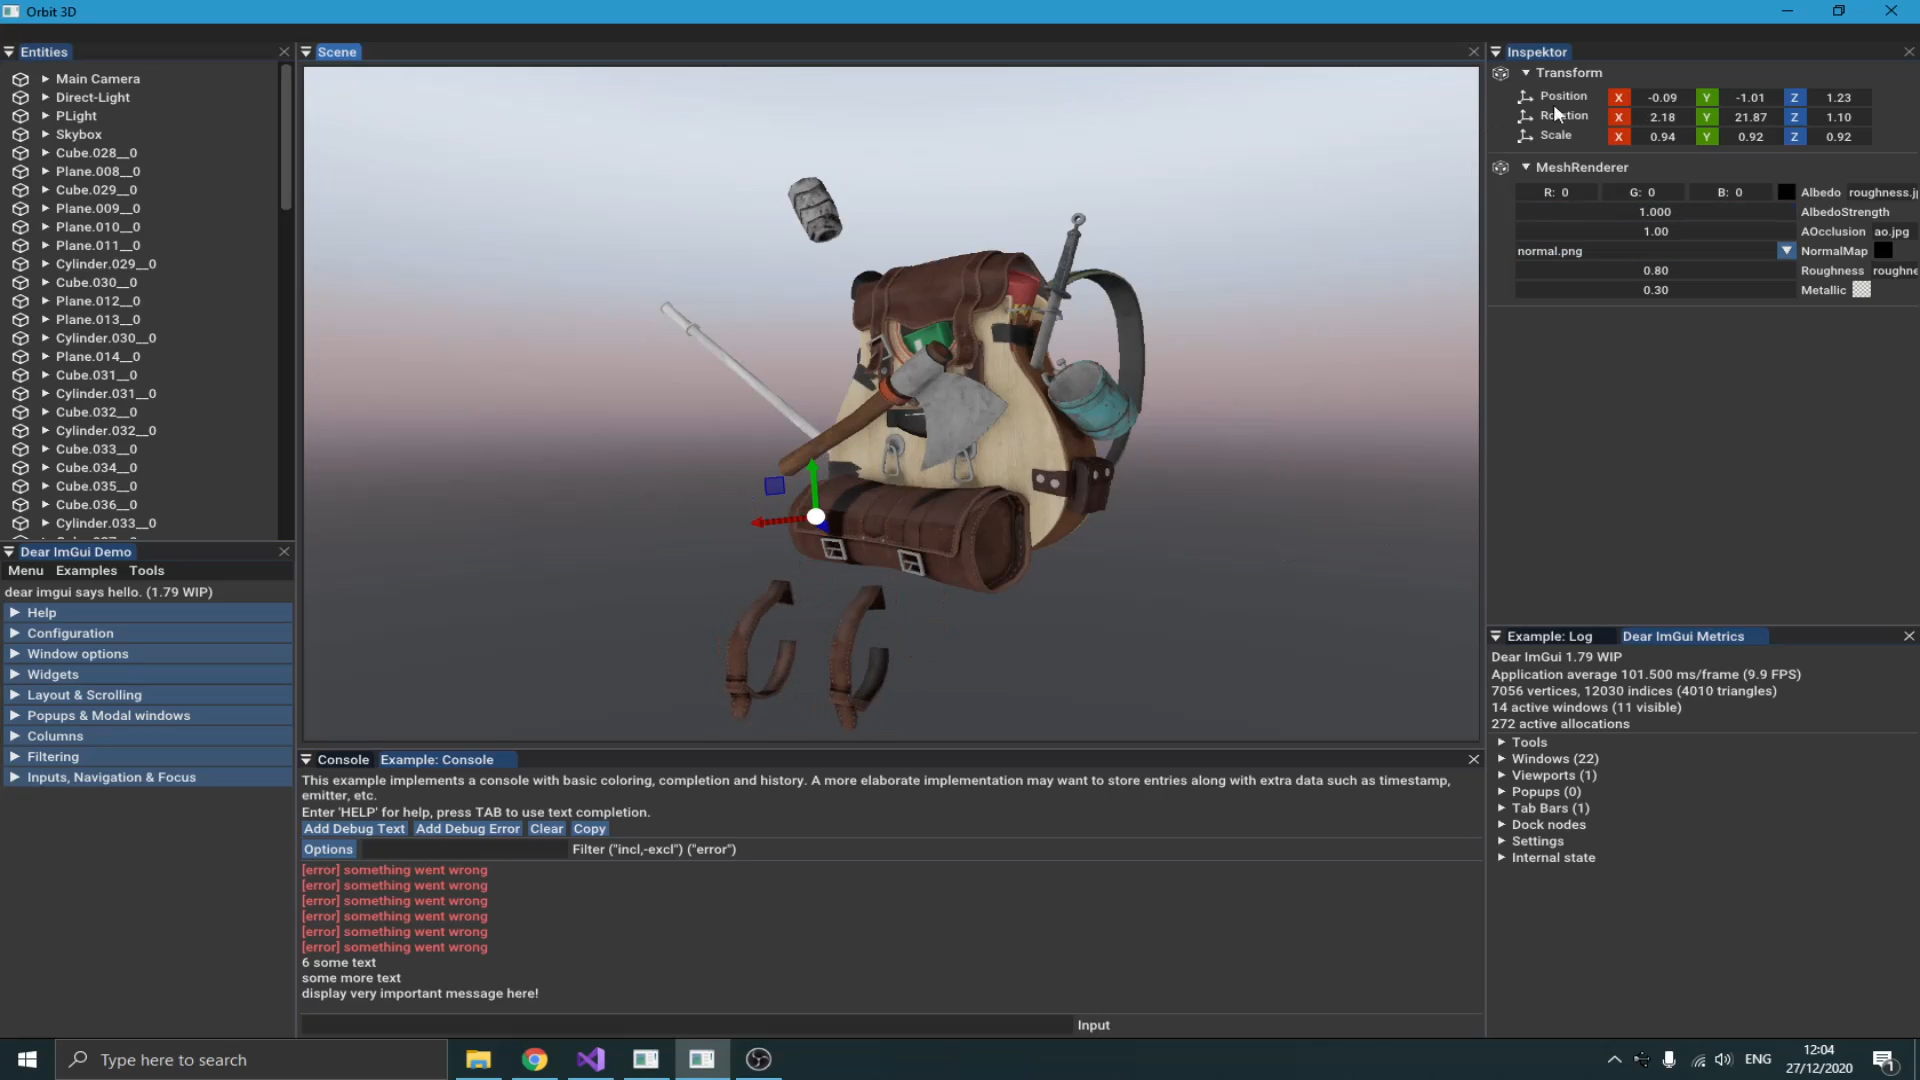 Orbit 3D
Entities
Main Camera
Direct-Light
PLight
Skybox
Cube.028__0
Plane.008__0
Cube.029__0
Plane.009__0
Plane.010__0
Plane.011__0
Cylinder.029__0
Cube.030__0
Plane.012__0
Plane.013__0
Cylinder.030__0
Plane.014__0
Cube.031__0
Cylinder.031__0
Cube.032__0
Cylinder.032__0
Cube.033__0
Cube.034__0
Cube.035__0
Cube.036__0
Cylinder.033__0
Dear ImGui Demo
Menu Examples Tools
dear imgui says hello. (1.79 WIP)
Help
Configuration
Window options
Widgets
Layout & Scrolling
Popups & Modal windows
Columns
Filtering
Inputs, Navigation & Focus
Scene
Console Example: Console
This example implements a console with basic coloring, completion and history. A more elaborate implementation may want to store entries along with extra data such as timestamp,
emitter, etc.
Enter 'HELP' for help, press TAB to use text completion.
Add Debug Text Add Debug Error Clear Copy
Options Filter ("incl,-excl") ("error")
[error] something went wrong
[error] something went wrong
[error] something went wrong
[error] something went wrong
[error] something went wrong
[error] something went wrong
6 some text
some more text
display very important message here!
Input
Inspektor
Transform
Position X -0.09 Y -1.01 Z 1.23
X 2.18 Y 21.87 Z 1.10
Scale X 0.94 Y 0.92 Z 0.92
MeshRenderer
R: 0 G: 0 B: 0 Albedo roughness.j
1.000 AlbedoStrength
1.00 AOcclusion ao.jpg
normal.png NormalMap
0.80 Roughness roughne
0.30 Metallic
Example: Log Dear ImGui Metrics
Dear ImGui 1.79 WIP
Application average 101.500 ms/frame (9.9 FPS)
7056 vertices, 12030 indices (4010 triangles)
14 active windows (11 visible)
272 active allocations
Tools
Windows (22)
Viewports (1)
Popups (0)
Tab Bars (1)
Dock nodes
Settings
Internal state
Type here to search
ENG
12:04
27/12/2020
1